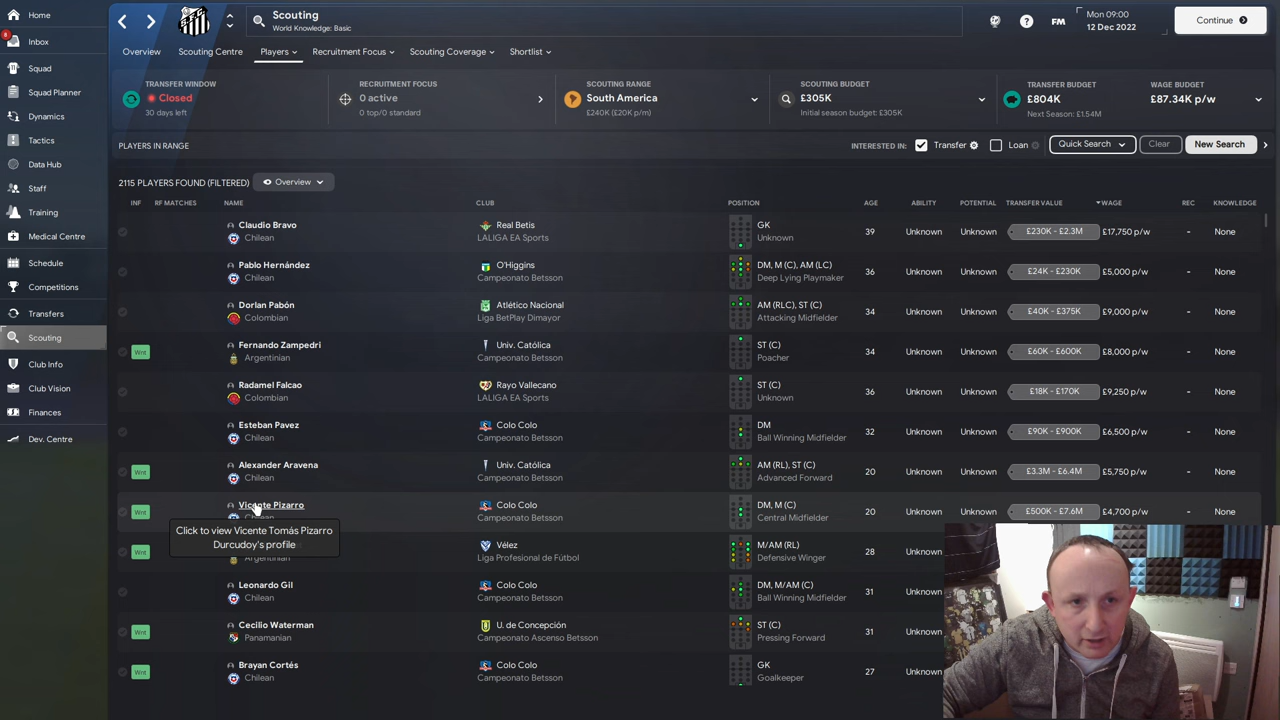 Home
6
Inbox
Squad
Squad Planner
Dynamics
Tactics
Data Hub
Staff
Training
Medical Centre
Schedule
Competitions
Transfers
Scouting
Club Info
Club Vision
Finances
Dev. Centre
Scouting
World Knowledge: Basic
FM
Mon 09:00
12 Dec 2022
Continue
Overview
Scouting Centre
Players
Recruitment Focus
Scouting Coverage
Shortlist
TRANSFER WINDOW
Closed
30 days left
RECRUITMENT FOCUS
0 active
0 top/0 standard
SCOUTING RANGE
South America
£240K (£20K p/m)
SCOUTING BUDGET
£305K
Initial season budget: £305K
TRANSFER BUDGET
£804K
Next Season: £1.54M
WAGE BUDGET
£87.34K p/w
PLAYERS IN RANGE
INTERESTED IN:
Transfer
Loan
Quick Search
Clear
New Search
2115 PLAYERS FOUND (FILTERED)
Overview
INF RF MATCHES NAME CLUB POSITION AGE ABILITY POTENTIAL TRANSFER VALUE WAGE REC KNOWLEDGE
Claudio Bravo Real Betis GK 39 Unknown Unknown £230K - £2.3M £17,750 p/w - None
Chilean LALIGA EA Sports Unknown
Pablo Hernández O'Higgins DM, M (C), AM (LC) 36 Unknown Unknown £24K - £230K £5,000 p/w - None
Chilean Campeonato Betsson Deep Lying Playmaker
Dorlan Pabón Atlético Nacional AM (RLC), ST (C) 34 Unknown Unknown £40K - £375K £9,000 p/w - None
Colombian Liga BetPlay Dimayor Attacking Midfielder
Wnt Fernando Zampedri Univ. Católica ST (C) 34 Unknown Unknown £60K - £600K £8,000 p/w - None
Argentinian Campeonato Betsson Poacher
Radamel Falcao Rayo Vallecano ST (C) 36 Unknown Unknown £18K - £170K £9,250 p/w - None
Colombian LALIGA EA Sports Unknown
Esteban Pavez Colo Colo DM 32 Unknown Unknown £90K - £900K £6,500 p/w - None
Chilean Campeonato Betsson Ball Winning Midfielder
Wnt Alexander Aravena Univ. Católica AM (RL), ST (C) 20 Unknown Unknown £3.3M - £6.4M £5,750 p/w - None
Chilean Campeonato Betsson Advanced Forward
Wnt Vicente Pizarro Colo Colo DM, M (C) 20 Unknown Unknown £500K - £7.6M £4,700 p/w - None
Chilean Campeonato Betsson Central Midfielder
Click to view Vicente Tomás Pizarro
Durcudoy's profile
Wnt Vélez M/AM (RL) 28 Unknown
Argentinian Liga Profesional de Fútbol Defensive Winger
Leonardo Gil Colo Colo DM, M/AM (C) 31 Unknown
Chilean Campeonato Betsson Ball Winning Midfielder
Wnt Cecilio Waterman U. de Concepción ST (C) 31 Unknown
Panamanian Campeonato Ascenso Betsson Pressing Forward
Wnt Brayan Cortés Colo Colo GK 27 Unknown
Chilean Campeonato Betsson Goalkeeper